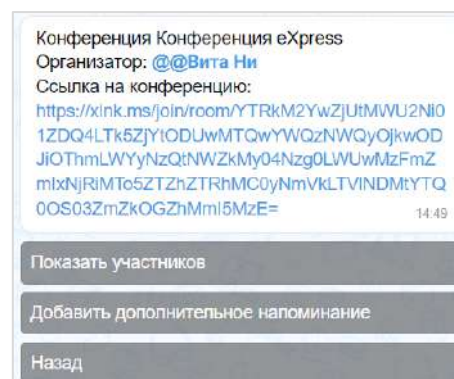 Конференция Конференция eXpress
Организатор: @@Вита Ни
Ссылка на конференцию:
https://xlnk.ms/join/room/YTRkM2YwZjUtMWU2Ni0
1ZDQ4LTk5ZjYtODUwMTQwYWQzNWQyOjkwOD
JiOThmLWYyNzQtNWZkMy04Nzg0LWUwMzFmZ
mIxNjRiMTo5ZTZhZTRhMC0yNmVkLTVlNDMtYTQ
0OS03ZmZkOGZhMmI5MzE=
14:49
Показать участников
Добавить дополнительное напоминание
Назад